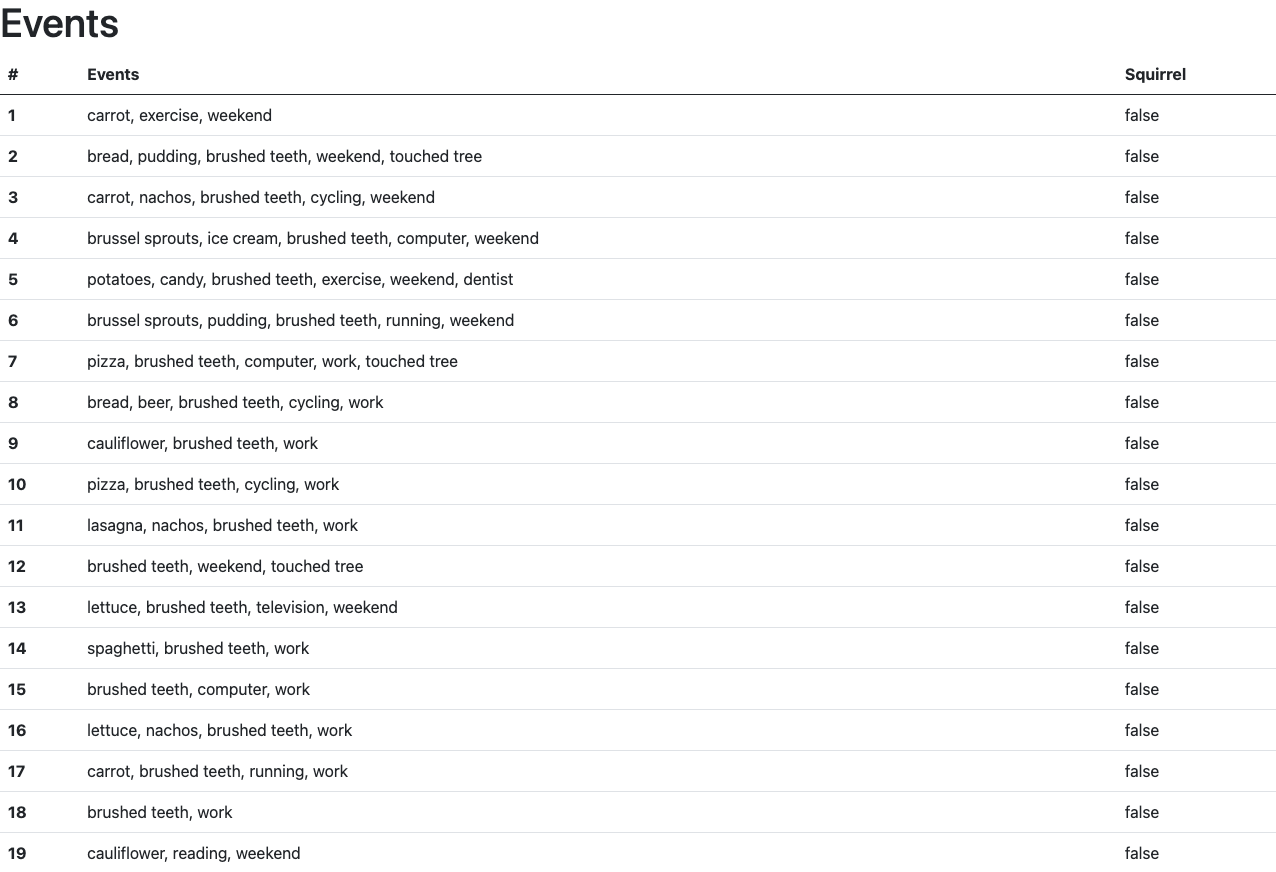 Events
# Events Squirrel
1 carrot, exercise, weekend false
2 bread, pudding, brushed teeth, weekend, touched tree false
3 carrot, nachos, brushed teeth, cycling, weekend false
4 brussel sprouts, ice cream, brushed teeth, computer, weekend false
5 potatoes, candy, brushed teeth, exercise, weekend, dentist false
6 brussel sprouts, pudding, brushed teeth, running, weekend false
7 pizza, brushed teeth, computer, work, touched tree false
8 bread, beer, brushed teeth, cycling, work false
9 cauliflower, brushed teeth, work false
10 pizza, brushed teeth, cycling, work false
11 lasagna, nachos, brushed teeth, work false
12 brushed teeth, weekend, touched tree false
13 lettuce, brushed teeth, television, weekend false
14 spaghetti, brushed teeth, work false
15 brushed teeth, computer, work false
16 lettuce, nachos, brushed teeth, work false
17 carrot, brushed teeth, running, work false
18 brushed teeth, work false
19 cauliflower, reading, weekend false